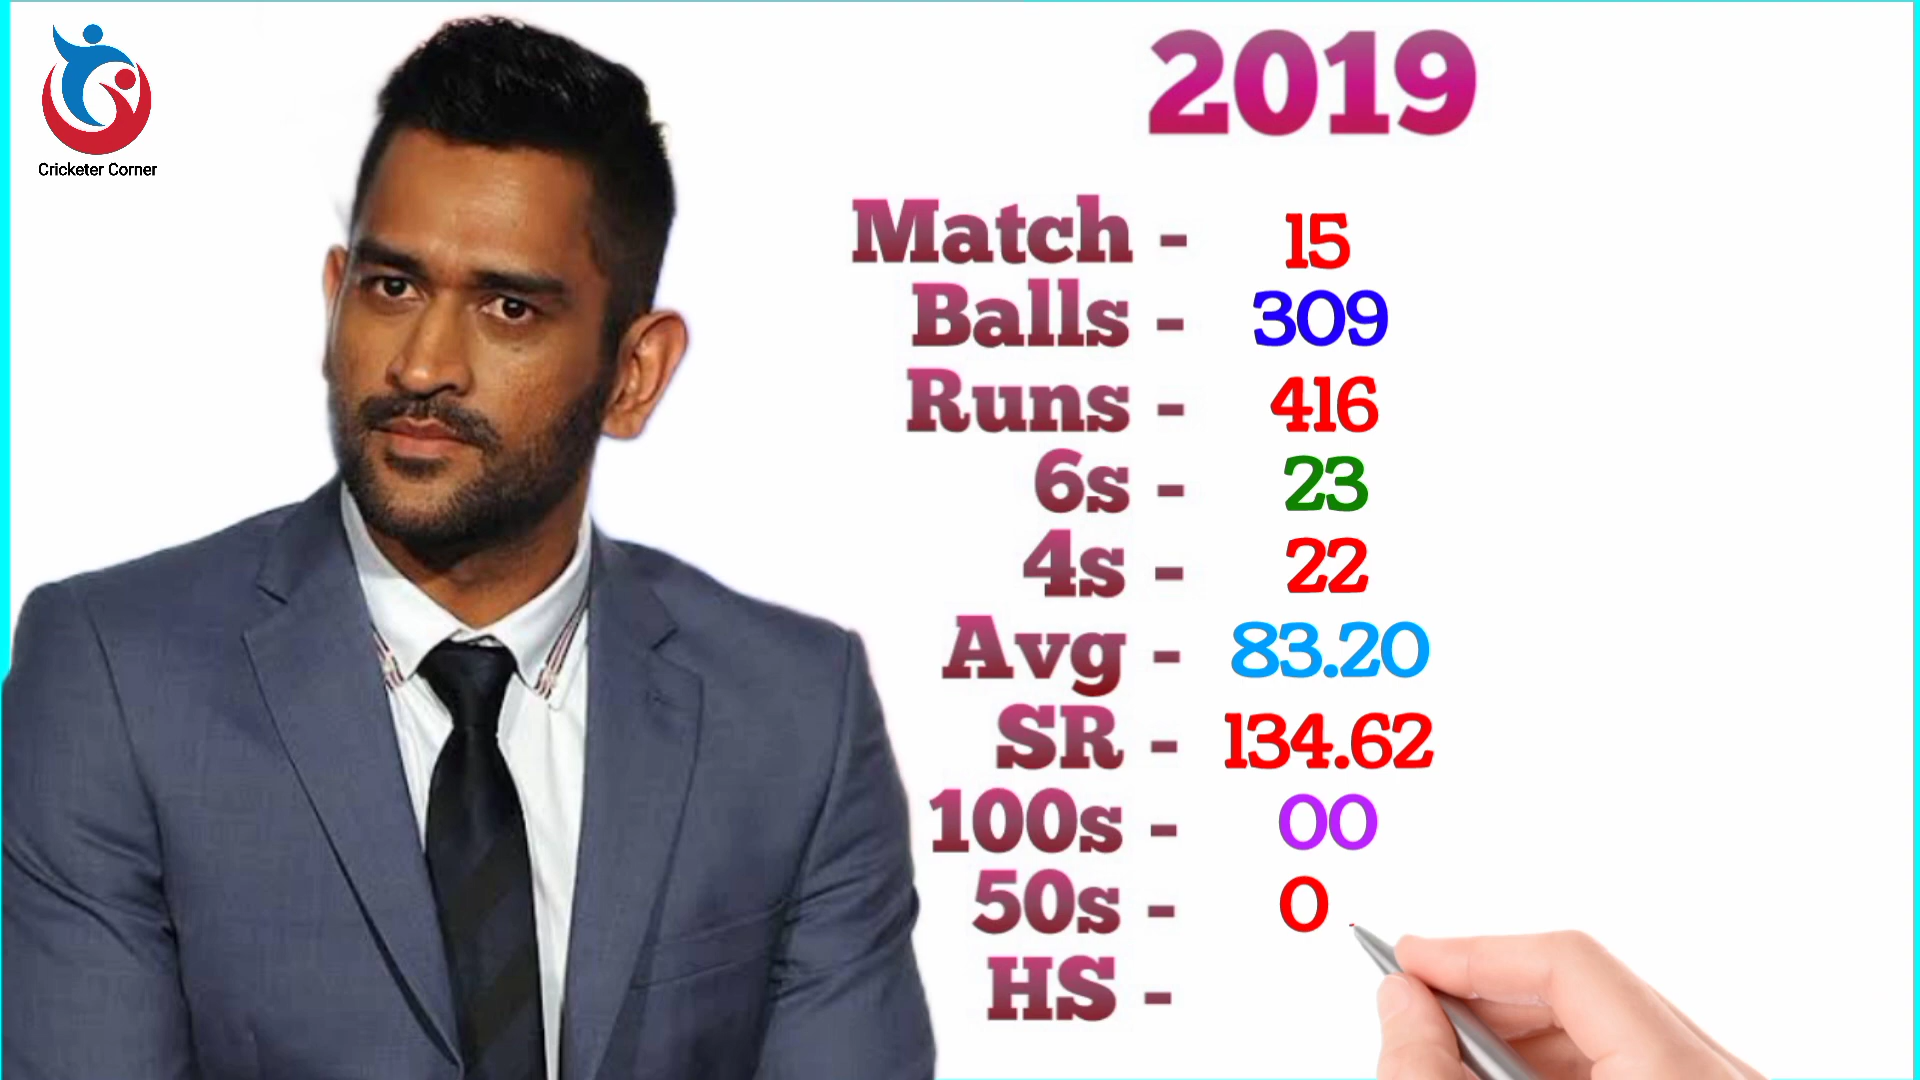 Cricketer Corner
2019
Match - 15
Balls - 309
Runs - 416
6s - 23
4s - 22
Avg - 83.20
SR - 134.62
100s - 00
50s - 0
HS -